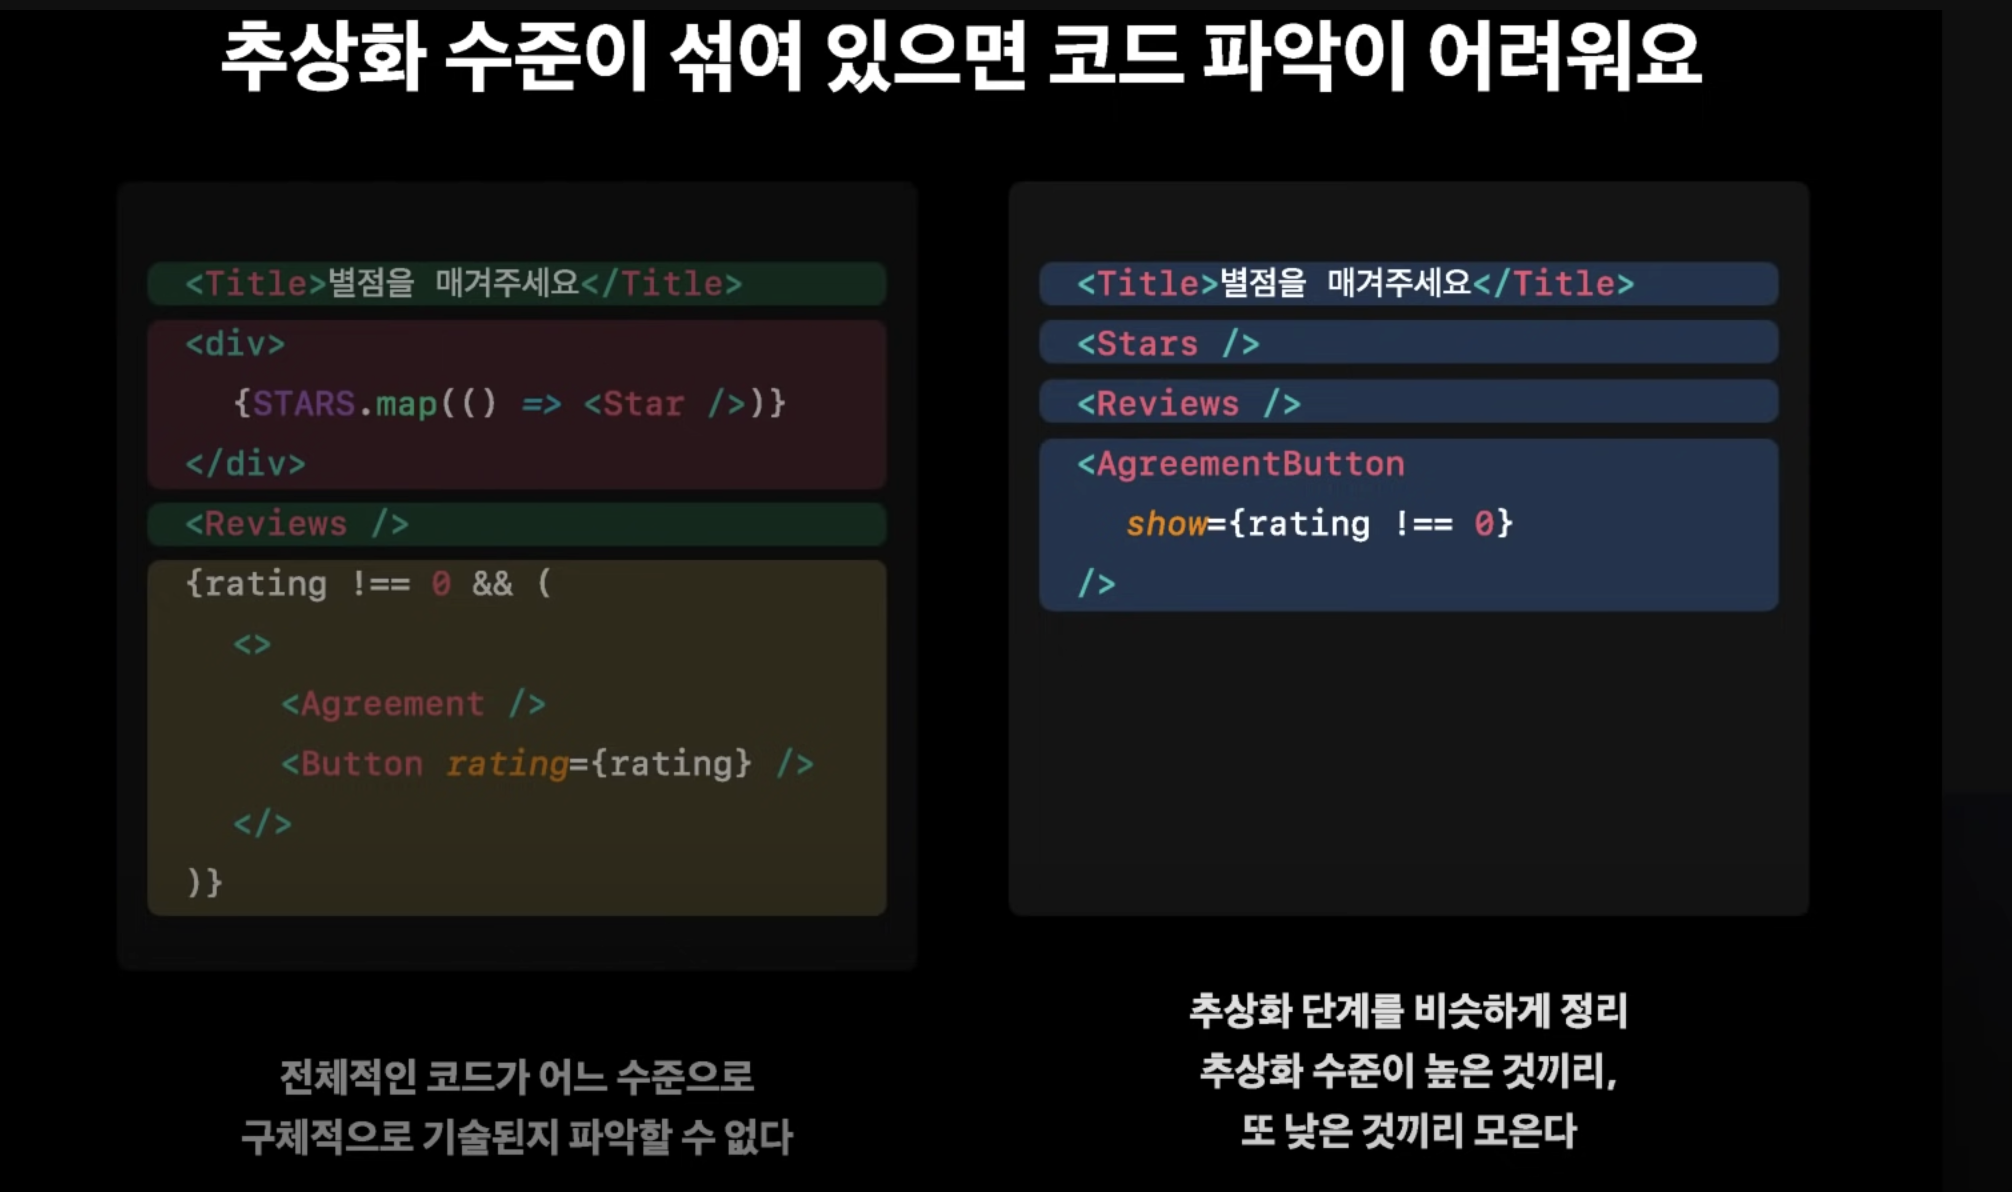 추상화 수준이 섞여 있으면 코드 파악이 어려워요
<Title>별점을 매겨주세요</Title>
<div>
{STARS.map(() => <Star />)}
</div>
<Reviews />
{rating !== 0 && (
<>
<Agreement />
<Button rating={rating} />
</>
)}
전체적인 코드가 어느 수준으로
구체적으로 기술된지 파악할 수 없다
<Title>별점을 매겨주세요</Title>
<Stars />
<Reviews />
<AgreementButton
show={rating !== 0}
/>
추상화 단계를 비슷하게 정리
추상화 수준이 높은 것끼리,
또 낮은 것끼리 모은다